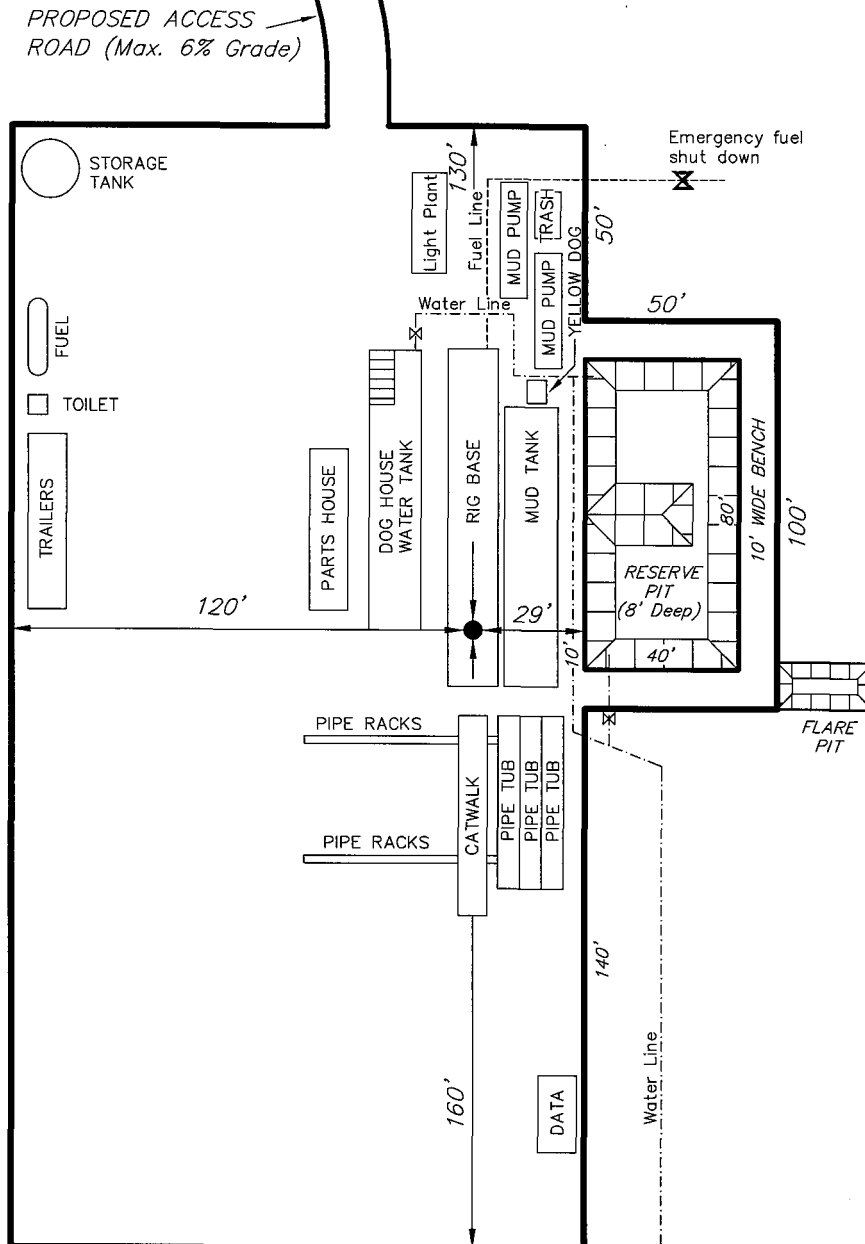 PROPOSED ACCESS
ROAD (Max. 6% Grade)
STORAGE
TANK
Light Plant
130'
Fuel Line
MUD PUMP
TRASH
MUD PUMP
YELLOW DOG
50'
Emergency fuel
shut down
50'
Water Line
FUEL
TOILET
TRAILERS
PARTS HOUSE
DOG HOUSE
WATER TANK
RIG BASE
MUD TANK
RESERVE
PIT
(8' Deep)
80'
10' WIDE BENCH
100'
120'
29'
10'
40'
FLARE
PIT
PIPE RACKS
PIPE RACKS
CATWALK
PIPE TUB
PIPE TUB
PIPE TUB
140'
160'
DATA
Water Line